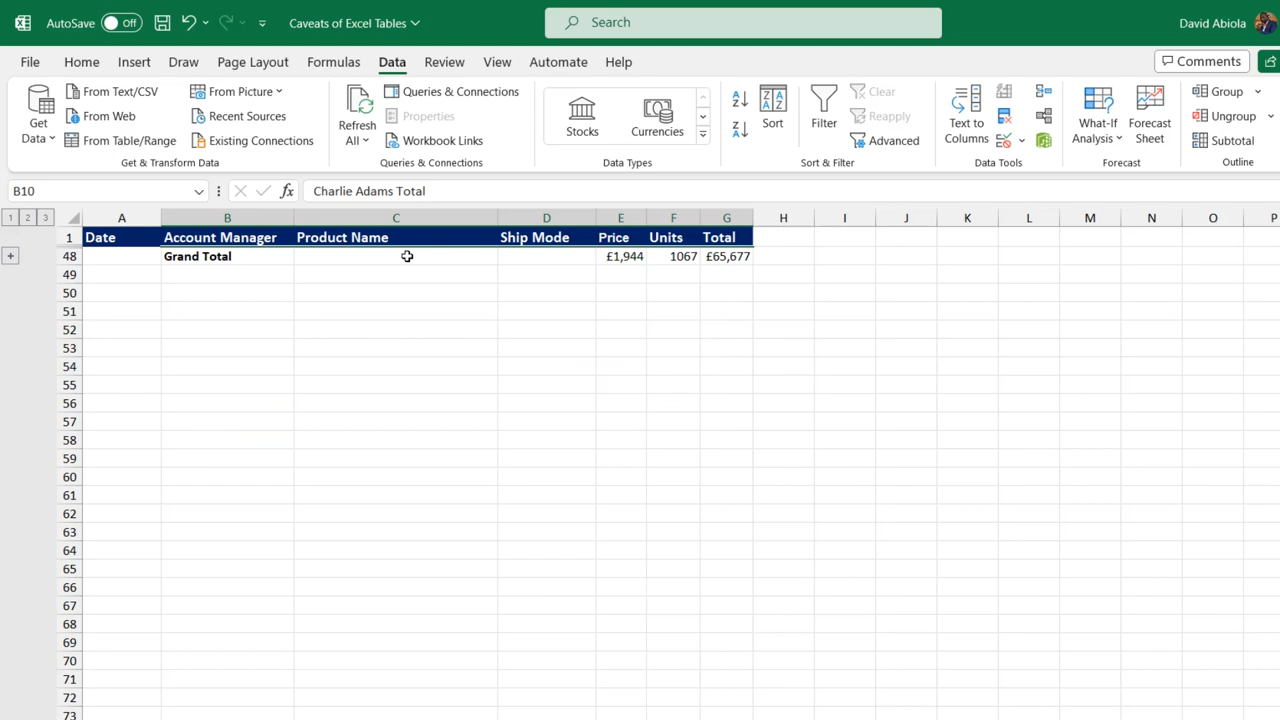 AutoSave Off Caveats of Excel Tables Search David Abiola
File Home Insert Draw Page Layout Formulas Data Review View Automate Help Comments
Get Data From Text/CSV From Picture
From Web Recent Sources
From Table/Range Existing Connections
Get & Transform Data
Refresh All Queries & Connections
Properties
Workbook Links
Queries & Connections
Stocks Currencies
Data Types
Sort Filter Clear
Reapply
Advanced
Sort & Filter
Text to Columns
Data Tools
What-If Analysis Forecast Sheet
Forecast
Group
Ungroup
Subtotal
Outline
B10 fx Charlie Adams Total
1 2 3 A B C D E F G H I J K L M N O P
1 Date Account Manager Product Name Ship Mode Price Units Total
48 Grand Total £1,944 1067 £65,677
49
50
51
52
53
54
55
56
57
58
59
60
61
62
63
64
65
66
67
68
69
70
71
72
73